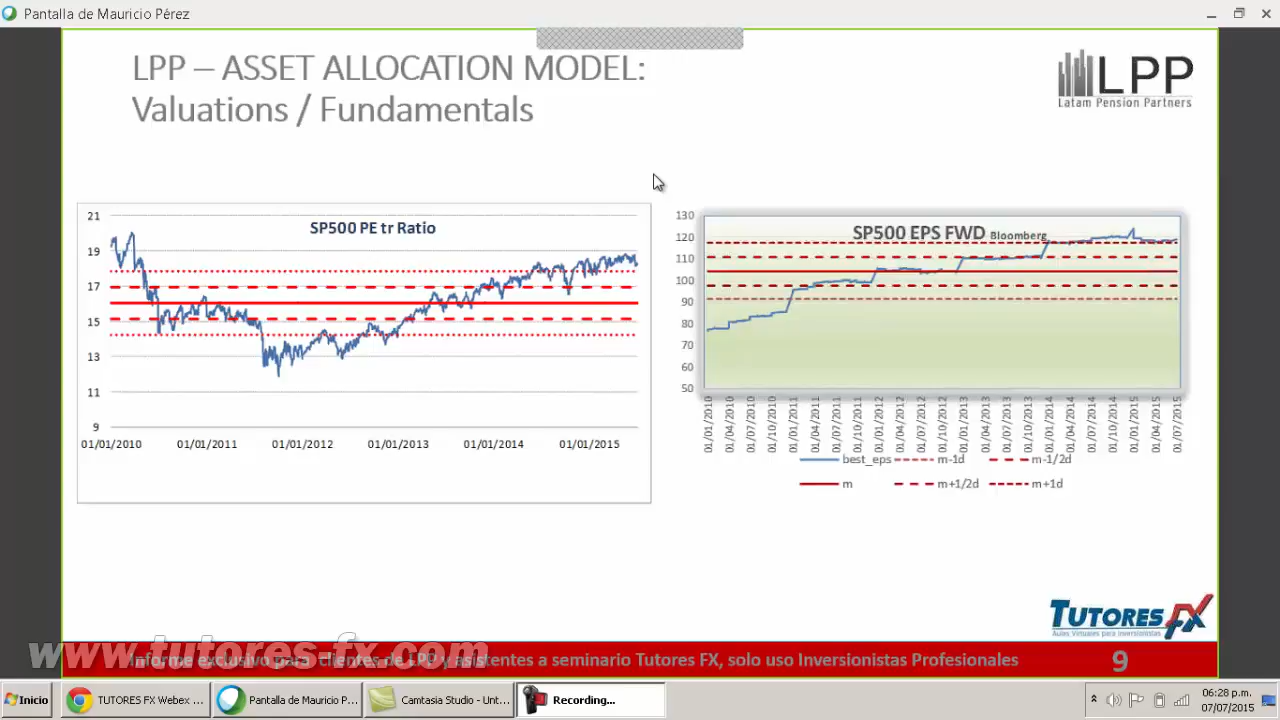 Pantalla de Mauricio Pérez
LPP – ASSET ALLOCATION MODEL:
Valuations / Fundamentals
LPP
Latam Pension Partners
SP500 PE tr Ratio
21
19
17
15
13
11
9
01/01/2010 01/01/2011 01/01/2012 01/01/2013 01/01/2014 01/01/2015
SP500 EPS FWD Bloomberg
130
120
110
100
90
80
70
60
50
01/01/2010 01/04/2010 01/07/2010 01/10/2010 01/01/2011 01/04/2011 01/07/2011 01/10/2011 01/01/2012 01/04/2012 01/07/2012 01/10/2012 01/01/2013 01/04/2013 01/07/2013 01/10/2013 01/01/2014 01/04/2014 01/07/2014 01/10/2014 01/01/2015 01/04/2015 01/07/2015
best_eps m-1d m-1/2d
m m+1/2d m+1d
TUTORES FX
Aulas Virtuales para Inversionistas
www.tutores-fx.com
Informe exclusivo para clientes de LPP y asistentes a seminario Tutores FX, solo uso Inversionistas Profesionales
9
Inicio
TUTORES FX Webex ...
Pantalla de Mauricio P...
Camtasia Studio - Unt...
Recording...
06:28 p.m.
07/07/2015